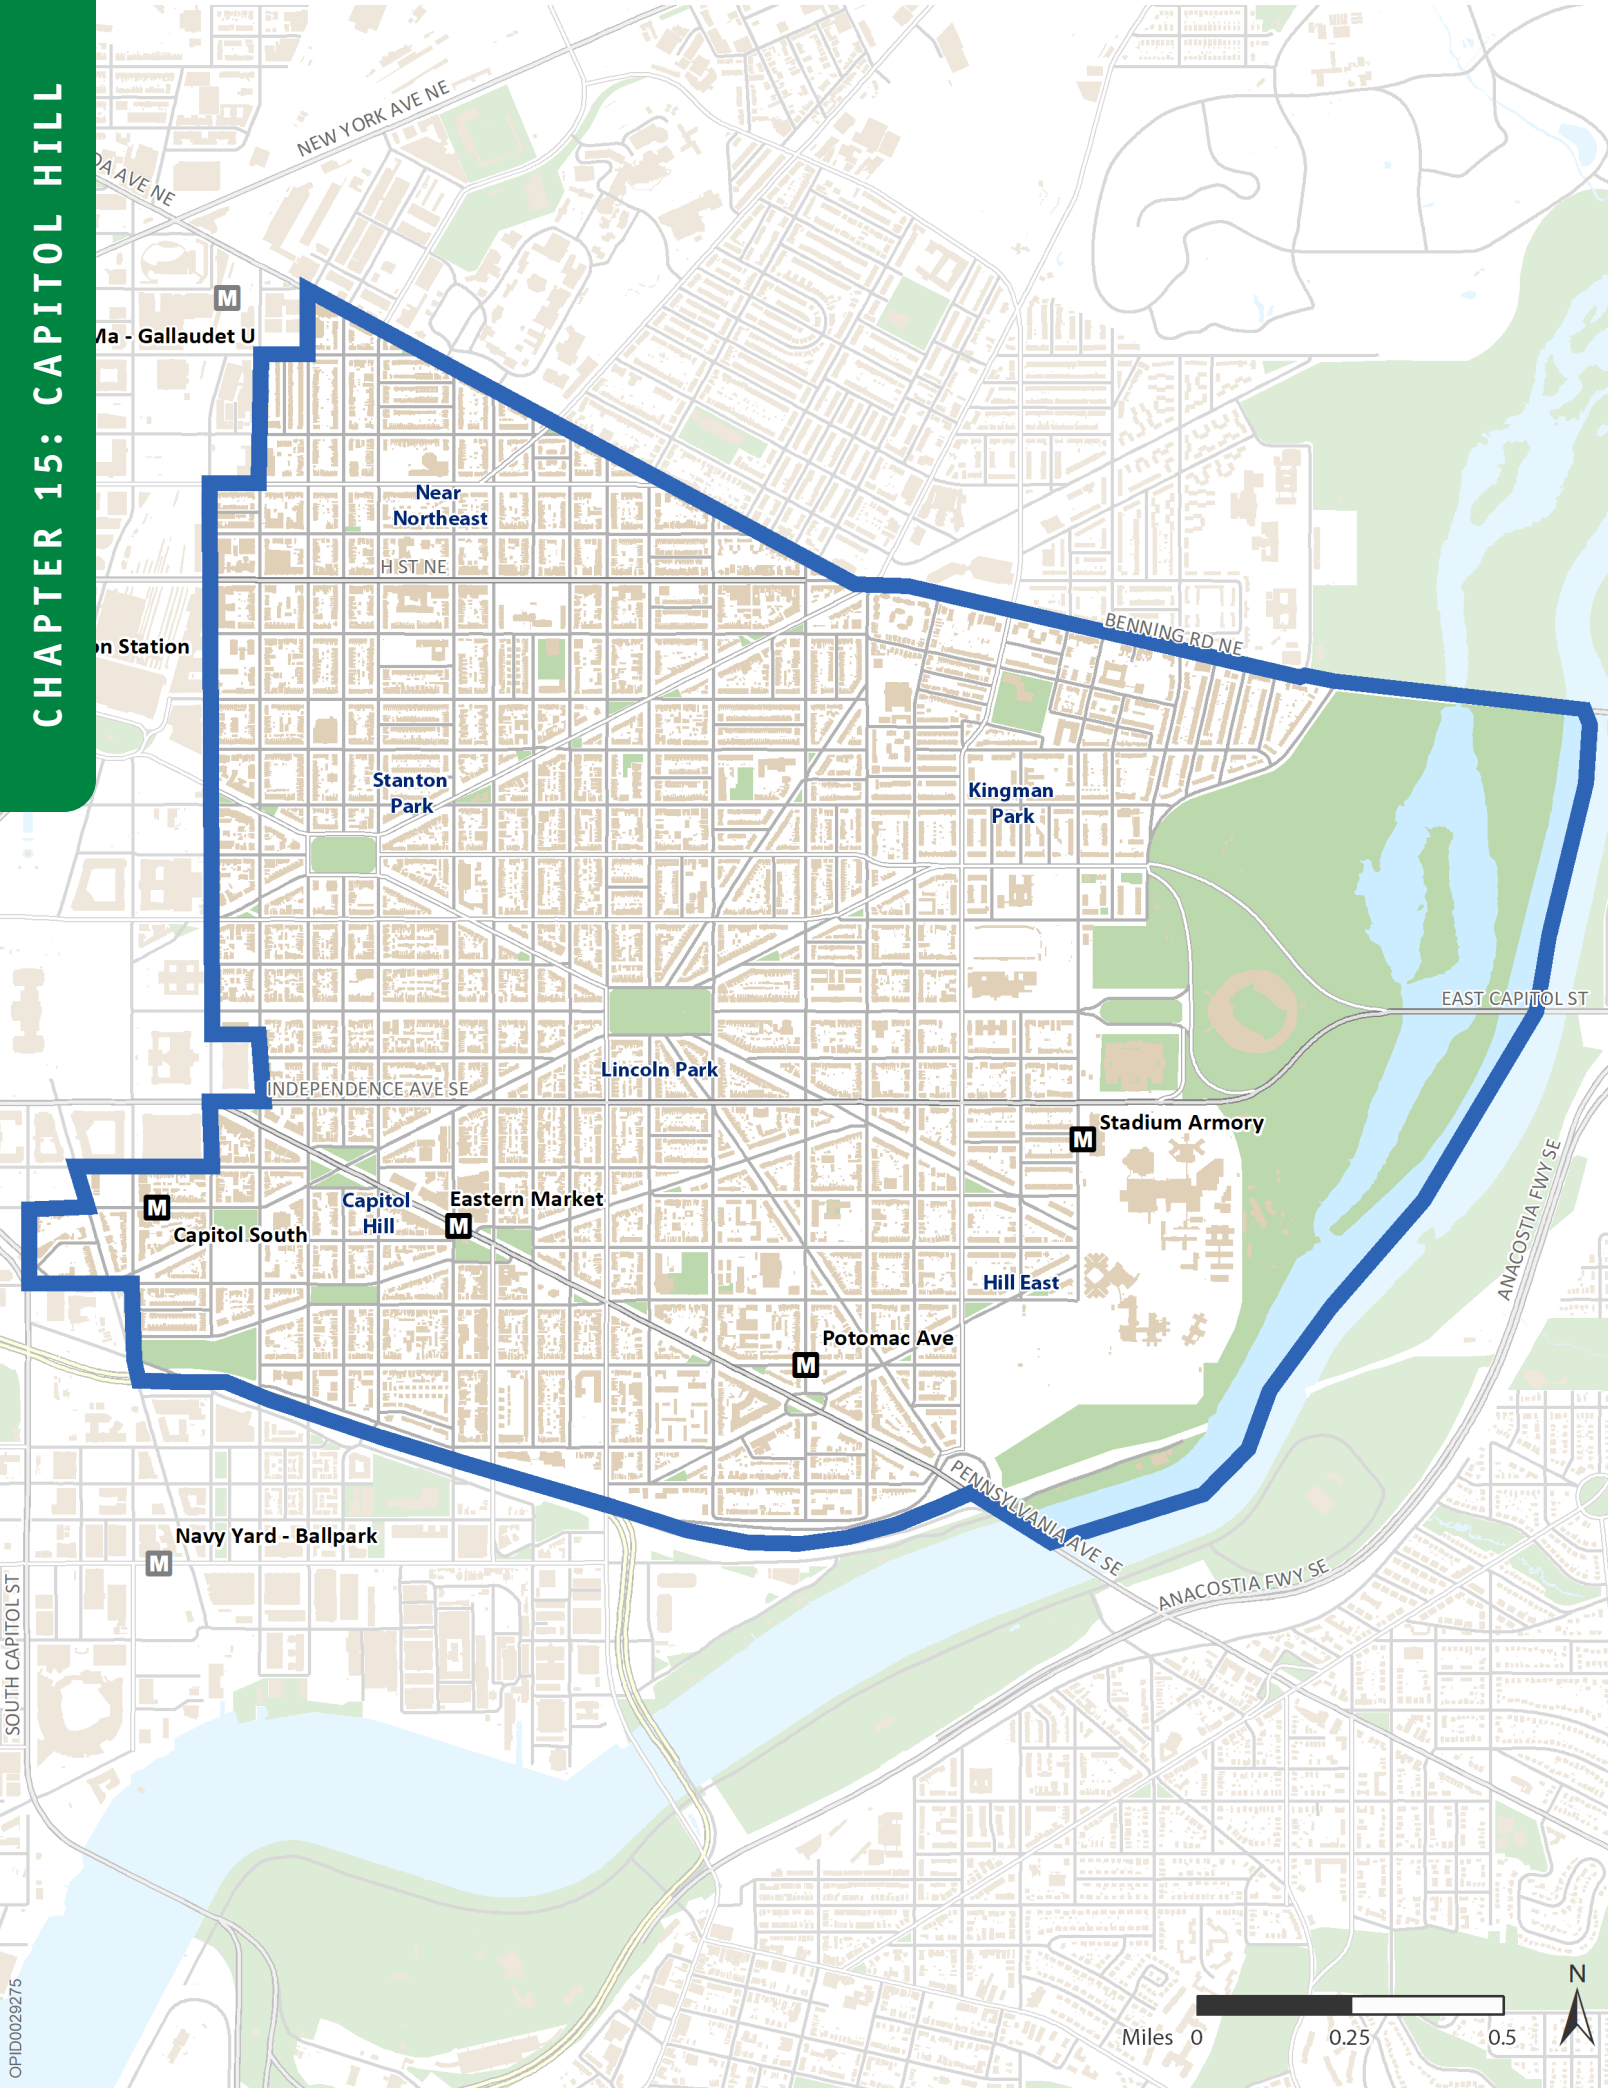 CHAPTER 15: CAPITOL HILL
NEW YORK AVE NE
DA AVE NE
M
Ma - Gallaudet U
Near
Northeast
H ST NE
BENNING RD NE
on Station
Stanton
Park
Kingman
Park
EAST CAPITOL ST
Lincoln Park
INDEPENDENCE AVE SE
Stadium Armory
M
ANACOSTIA FWY SE
Capitol
Hill
Eastern Market
M
M
Capitol South
Hill East
Potomac Ave
M
PENNSYLVANIA AVE SE
Navy Yard - Ballpark
M
ANACOSTIA FWY SE
SOUTH CAPITOL ST
N
Miles 0 0.25 0.5
OPID0029275